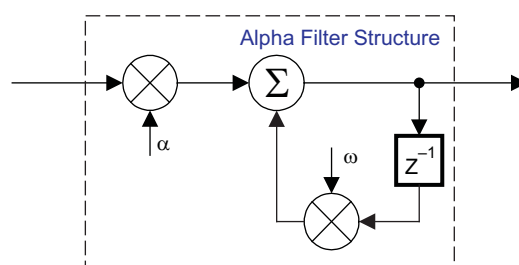 Alpha Filter Structure
Σ
α
ω
z⁻¹